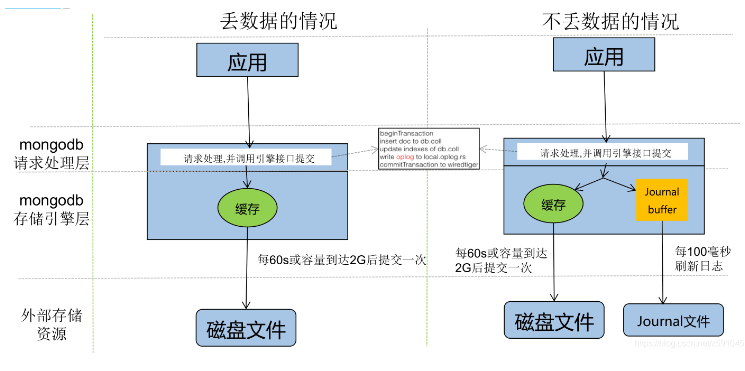 丢数据的情况
不丢数据的情况
应用
应用
mongodb
请求处理层
请求处理,并调用引擎接口提交
beginTransaction
insert doc to db.coll
update indexes of db.coll
write oplog to local.oplog.rs
commitTransaction to wiredtiger
请求处理,并调用引擎接口提交
mongodb
存储引擎层
缓存
缓存
Journal
buffer
每60s或容量到达2G后提交一次
每60s或容量到达
2G后提交一次
每100毫秒
刷新日志
外部存储
资源
磁盘文件
磁盘文件
Journal文件